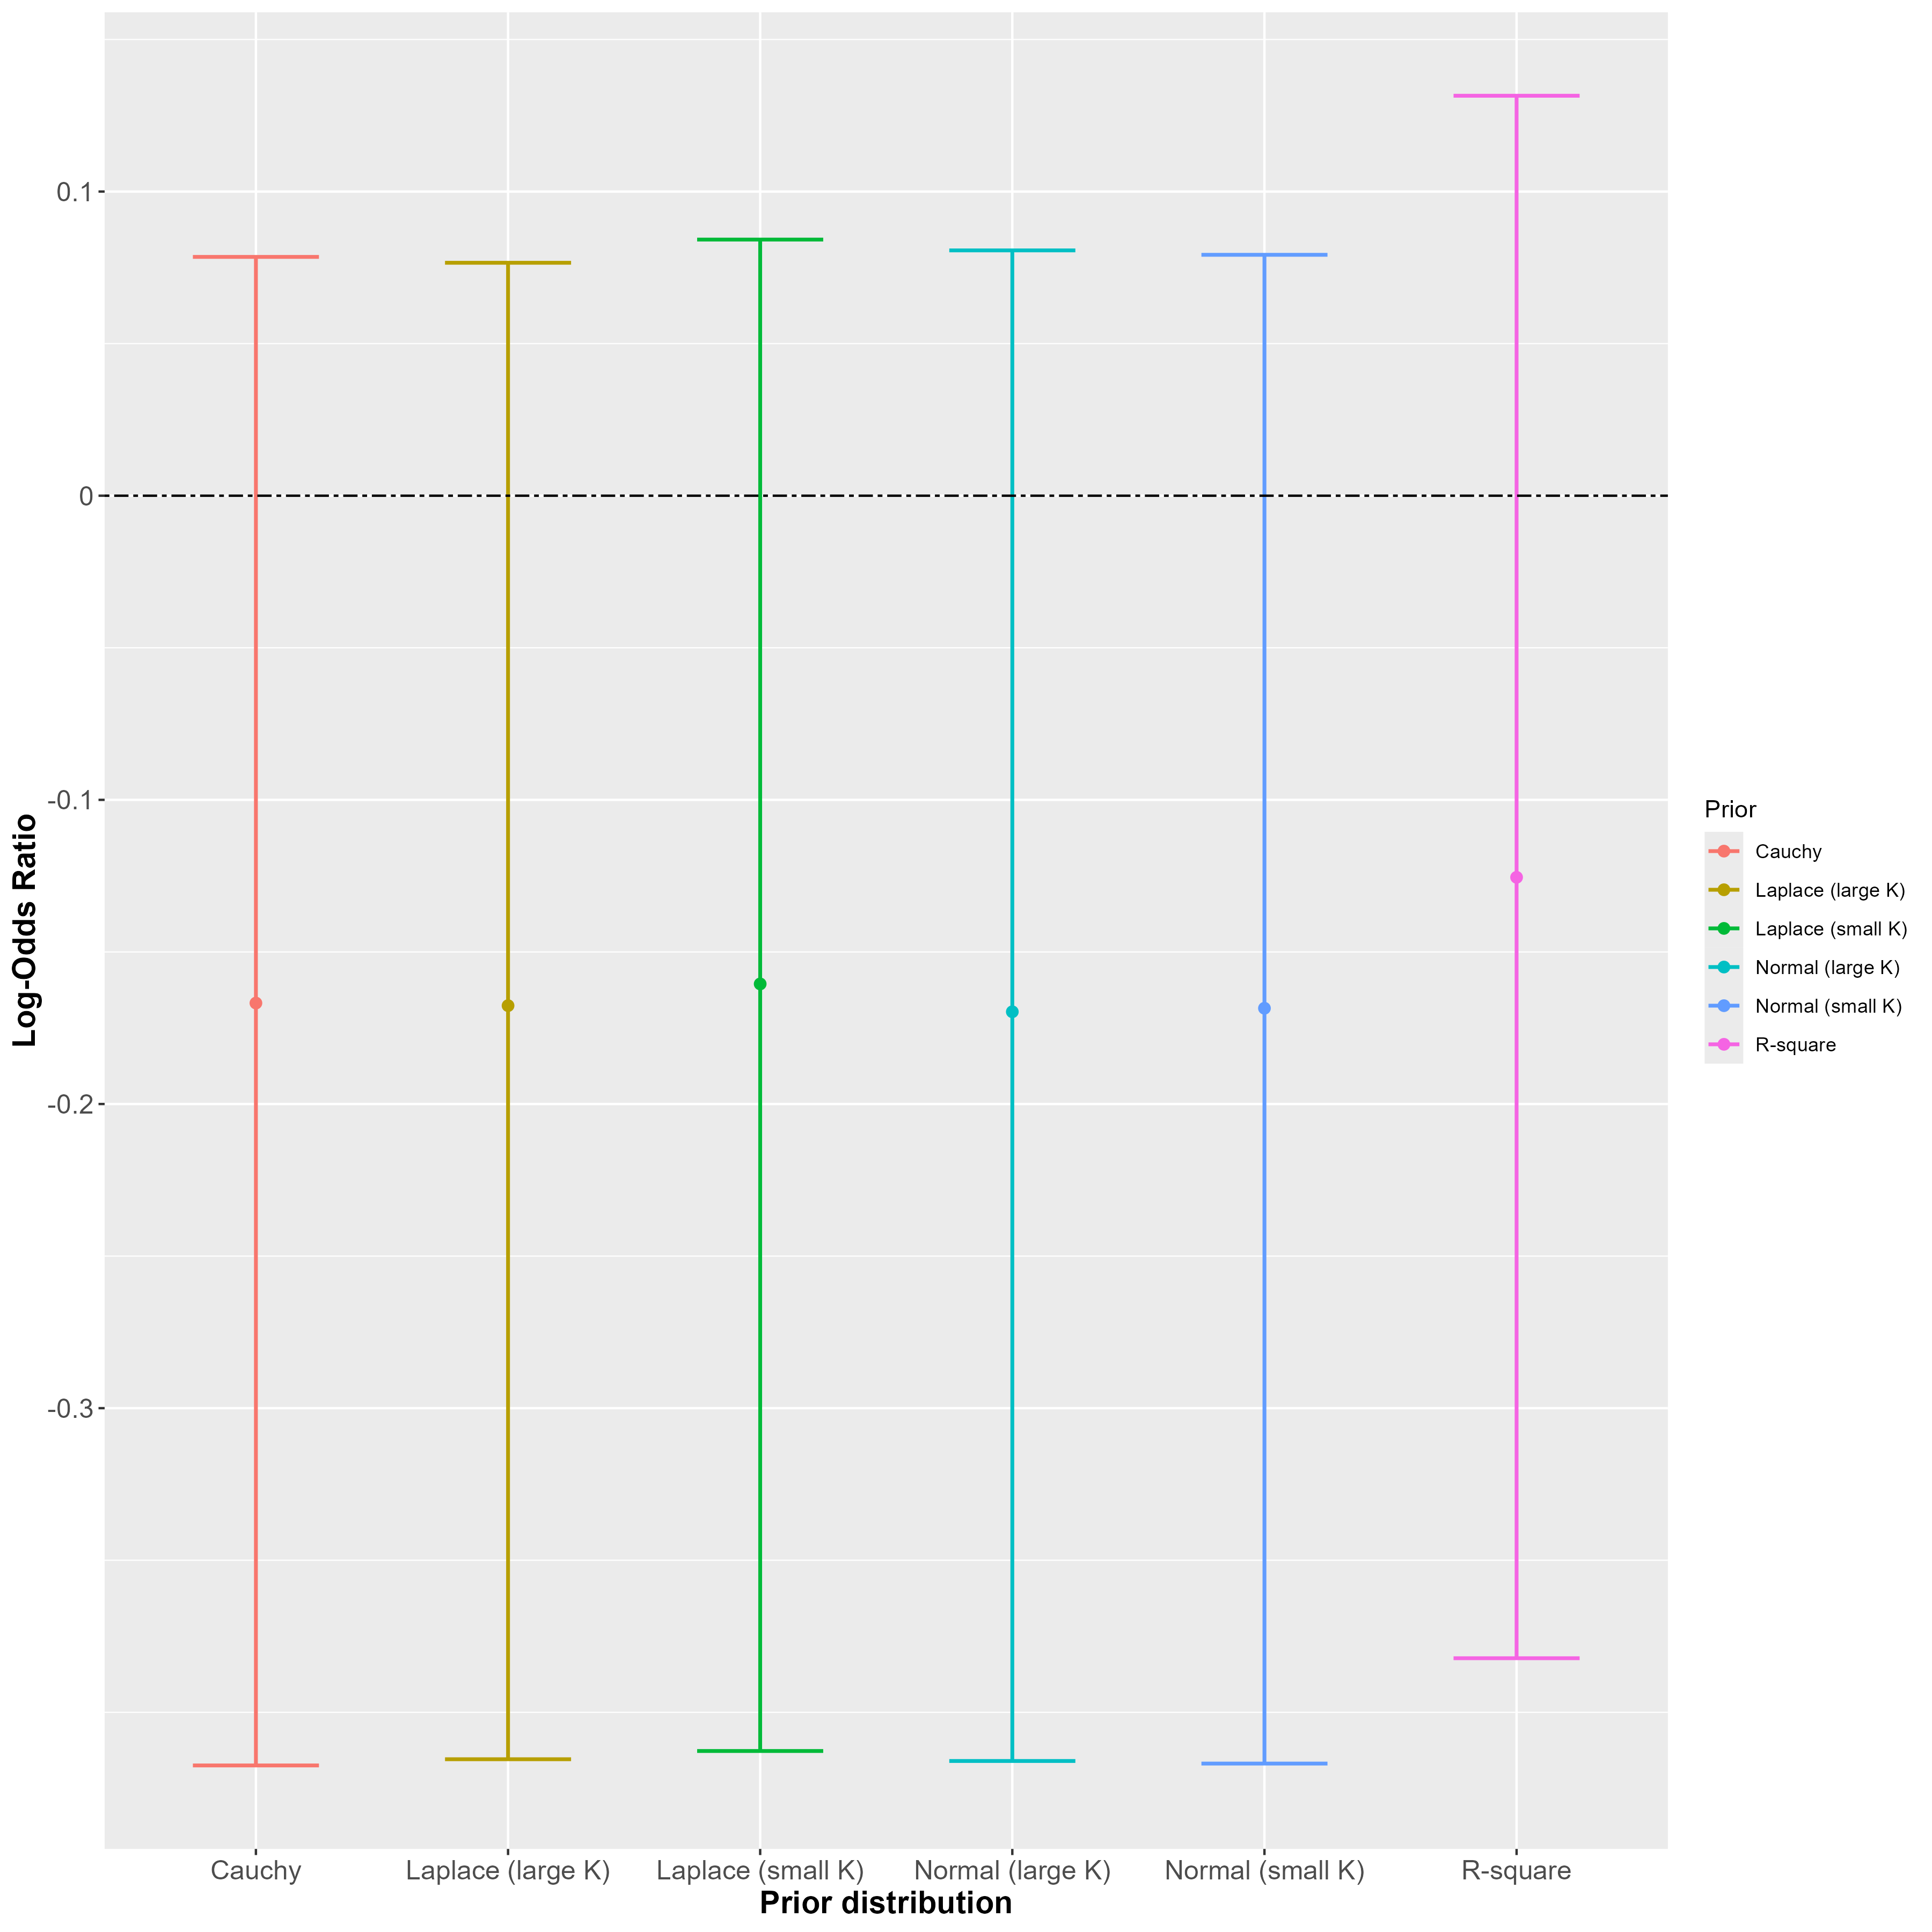 Log-Odds Ratio
0.1
0
-0.1
-0.2
-0.3
Cauchy
Laplace (large K)
Laplace (small K)
Normal (large K)
Normal (small K)
R-square
Prior distribution
Prior
Cauchy
Laplace (large K)
Laplace (small K)
Normal (large K)
Normal (small K)
R-square